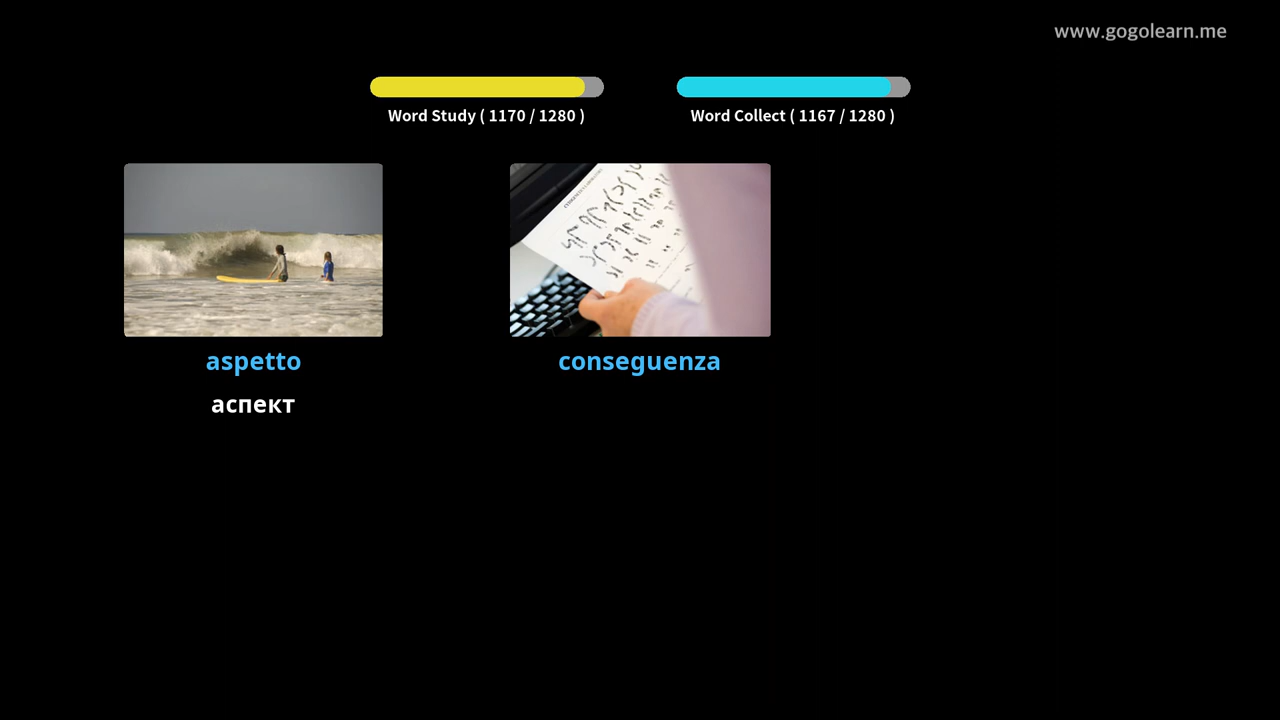 www.gogolearn.me
Word Study ( 1170 / 1280 )
Word Collect ( 1167 / 1280 )
aspetto
conseguenza
аспект